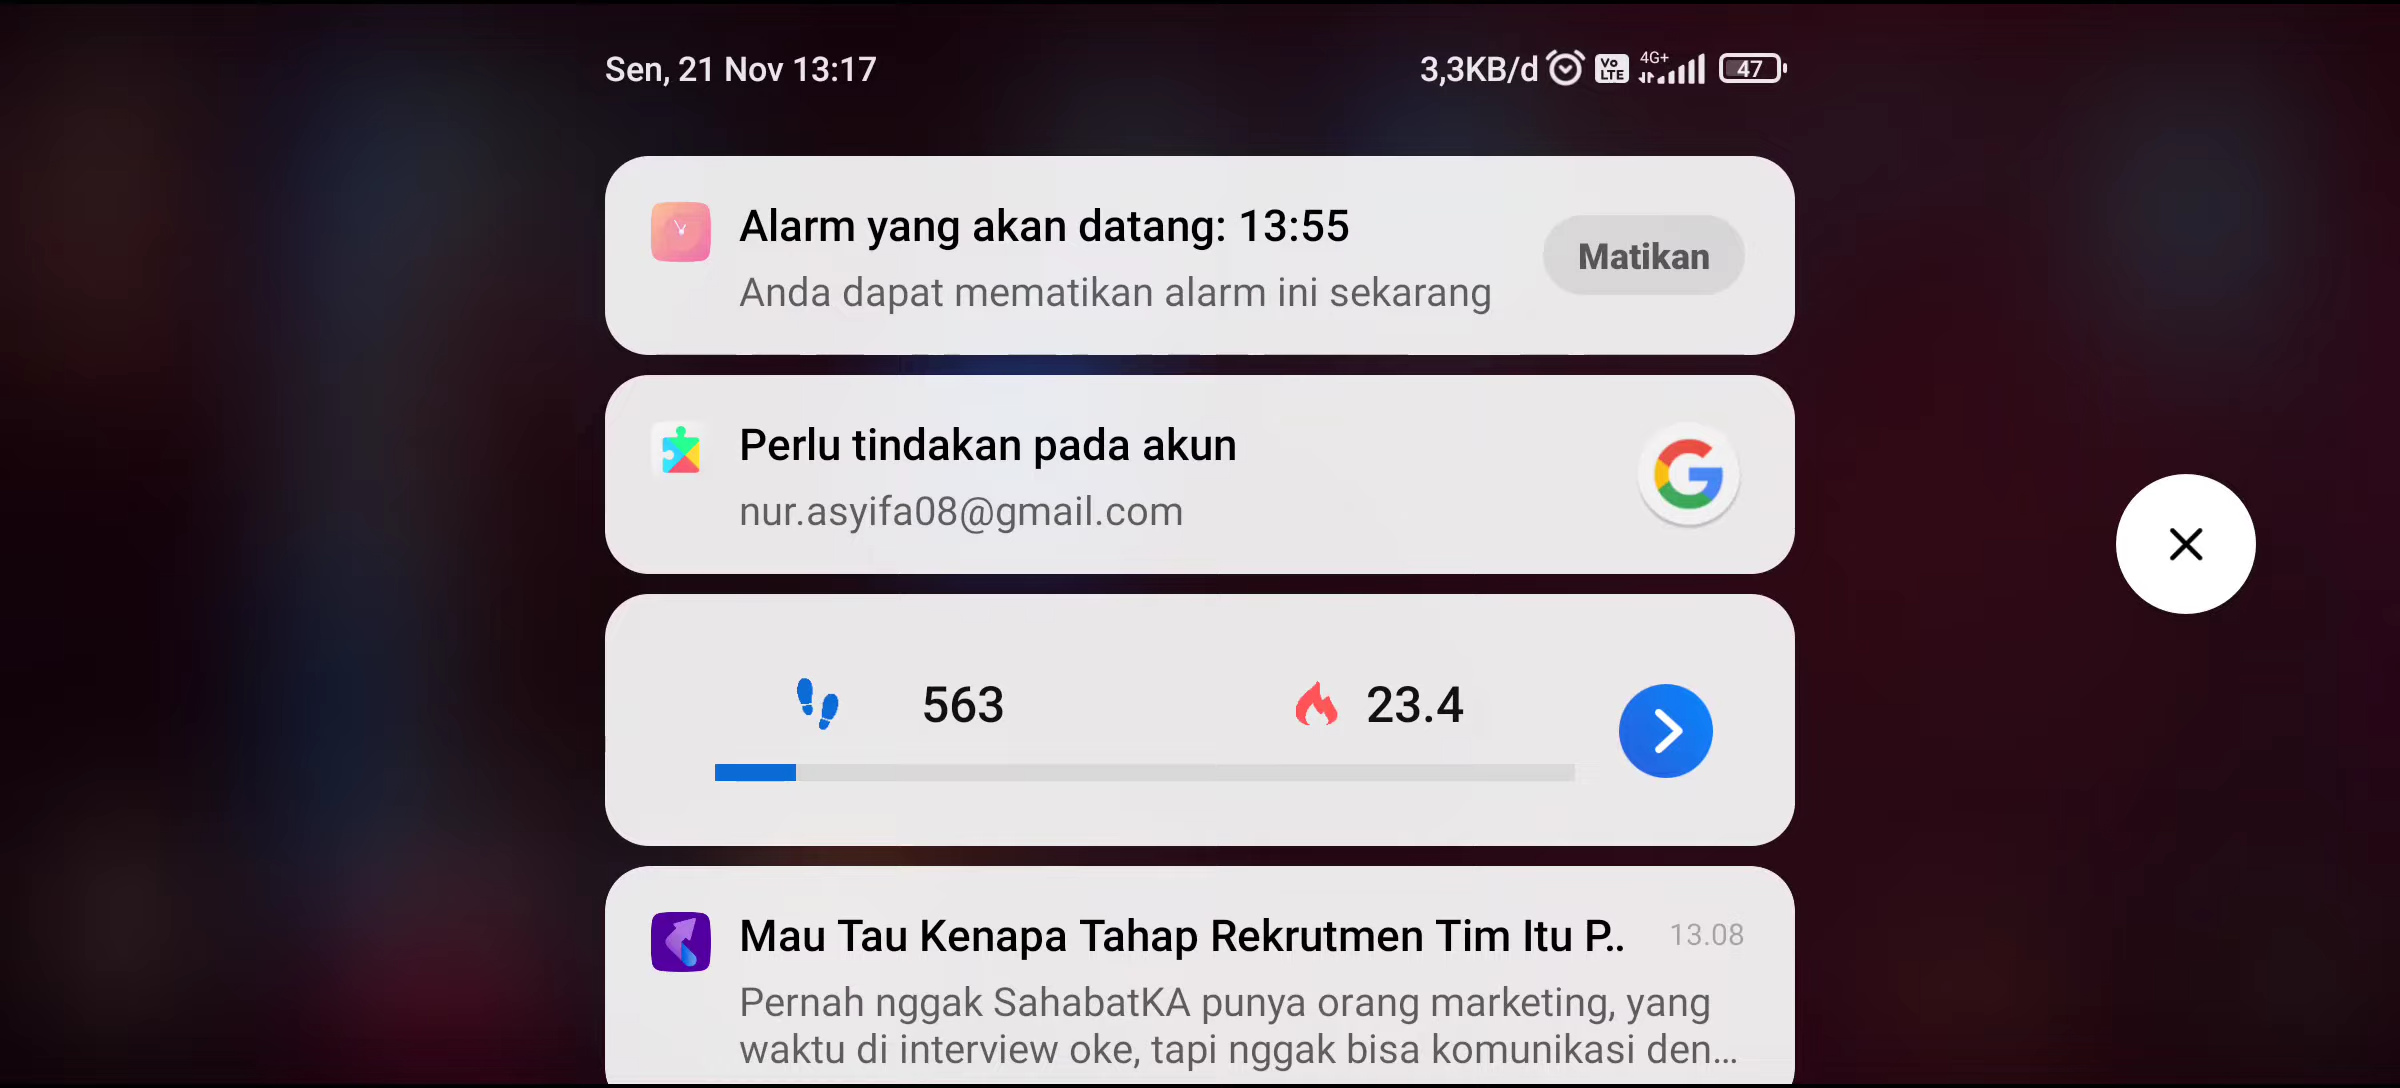 Sen, 21 Nov 13:17
3,3KB/d Vo LTE 4G+ 47
Alarm yang akan datang: 13:55
Anda dapat mematikan alarm ini sekarang
Matikan
Perlu tindakan pada akun
nur.asyifa08@gmail.com
563
23.4
Mau Tau Kenapa Tahap Rekrutmen Tim Itu P..
13.08
Pernah nggak SahabatKA punya orang marketing, yang
waktu di interview oke, tapi nggak bisa komunikasi den...